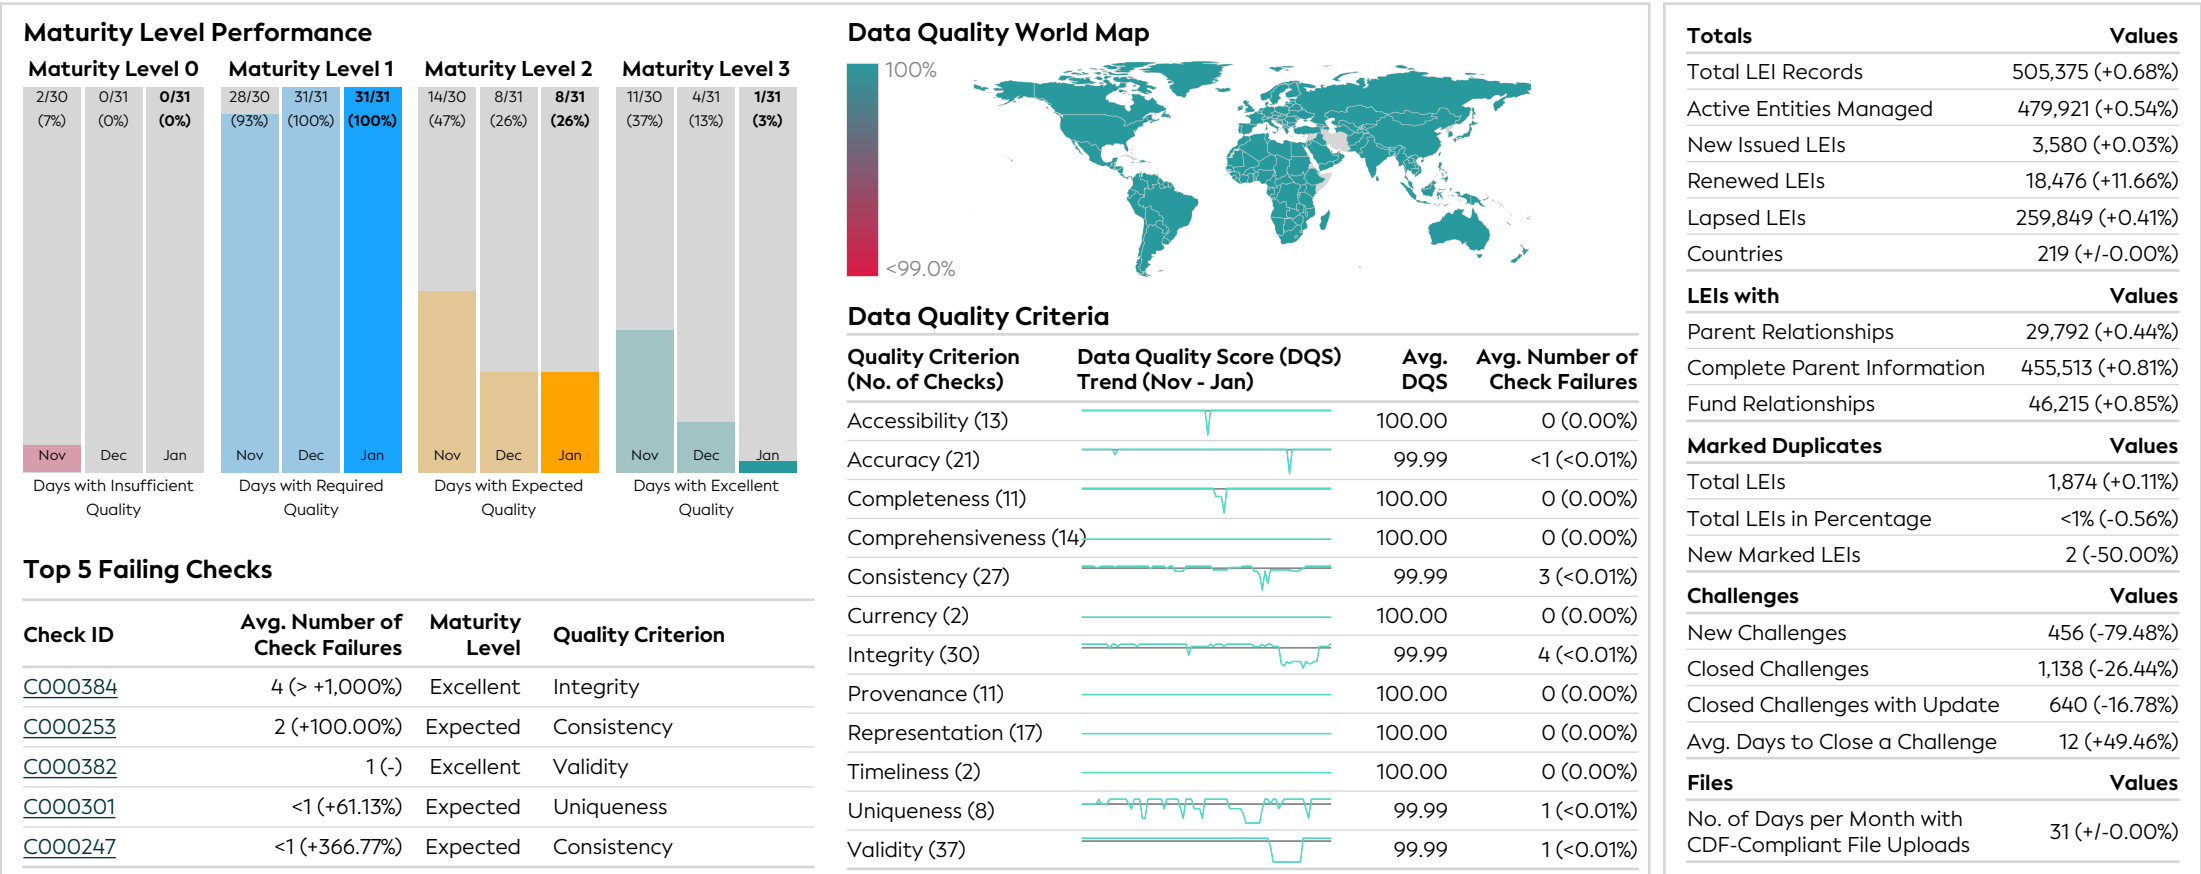 Maturity Level Performance
Maturity Level 0
Maturity Level 1
Maturity Level 2
Maturity Level 3
2/30 0/31 0/31
(7%) (0%) (0%)
28/30 31/31 31/31
(93%) (100%) (100%)
14/30 8/31 8/31
(47%) (26%) (26%)
11/30 4/31 1/31
(37%) (13%) (3%)
Nov Dec Jan
Nov Dec Jan
Nov Dec Jan
Nov Dec Jan
Days with Insufficient
Quality
Days with Required
Quality
Days with Expected
Quality
Days with Excellent
Quality
Top 5 Failing Checks
Check ID Avg. Number of Check Failures Maturity Level Quality Criterion
C000384 4 (> +1,000%) Excellent Integrity
C000253 2 (+100.00%) Expected Consistency
C000382 1 (-) Excellent Validity
C000301 <1 (+61.13%) Expected Uniqueness
C000247 <1 (+366.77%) Expected Consistency
Data Quality World Map
100%
<99.0%
Data Quality Criteria
Quality Criterion Data Quality Score (DQS) Avg. Avg. Number of
(No. of Checks) Trend (Nov - Jan) DQS Check Failures
Accessibility (13) 100.00 0 (0.00%)
Accuracy (21) 99.99 <1 (<0.01%)
Completeness (11) 100.00 0 (0.00%)
Comprehensiveness (14) 100.00 0 (0.00%)
Consistency (27) 99.99 3 (<0.01%)
Currency (2) 100.00 0 (0.00%)
Integrity (30) 99.99 4 (<0.01%)
Provenance (11) 100.00 0 (0.00%)
Representation (17) 100.00 0 (0.00%)
Timeliness (2) 100.00 0 (0.00%)
Uniqueness (8) 99.99 1 (<0.01%)
Validity (37) 99.99 1 (<0.01%)
Totals Values
Total LEI Records 505,375 (+0.68%)
Active Entities Managed 479,921 (+0.54%)
New Issued LEIs 3,580 (+0.03%)
Renewed LEIs 18,476 (+11.66%)
Lapsed LEIs 259,849 (+0.41%)
Countries 219 (+/-0.00%)
LEIs with Values
Parent Relationships 29,792 (+0.44%)
Complete Parent Information 455,513 (+0.81%)
Fund Relationships 46,215 (+0.85%)
Marked Duplicates Values
Total LEIs 1,874 (+0.11%)
Total LEIs in Percentage <1% (-0.56%)
New Marked LEIs 2 (-50.00%)
Challenges Values
New Challenges 456 (-79.48%)
Closed Challenges 1,138 (-26.44%)
Closed Challenges with Update 640 (-16.78%)
Avg. Days to Close a Challenge 12 (+49.46%)
Files Values
No. of Days per Month with
CDF-Compliant File Uploads 31 (+/-0.00%)